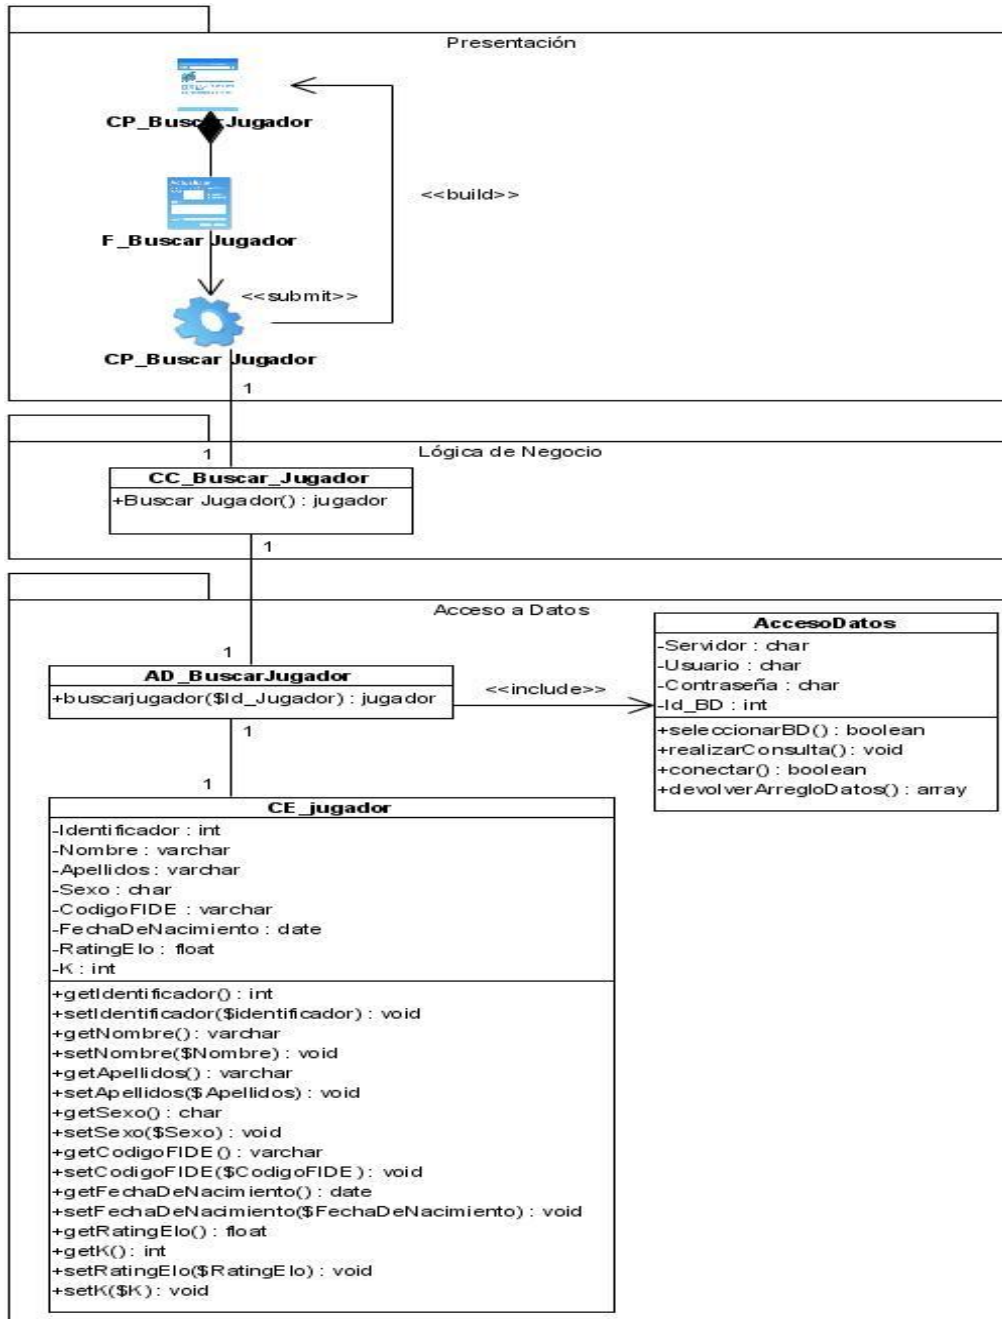 Presentación
CP_Buscar Jugador
<<build>>
F_Buscar Jugador
<<submit>>
CP_Buscar Jugador
1
Lógica de Negocio
1
CC_Buscar_Jugador
+Buscar Jugador() : jugador
1
Acceso a Datos
1
AD_BuscarJugador
+buscarjugador($Id_Jugador) : jugador
<<include>>
AccesoDatos
-Servidor : char
-Usuario : char
-Contraseña : char
-Id_BD : int
+seleccionarBD() : boolean
+realizarConsulta() : void
+conectar() : boolean
+devolverArregloDatos() : array
1
1
CE_jugador
-Identificador : int
-Nombre : varchar
-Apellidos : varchar
-Sexo : char
-CodigoFIDE : varchar
-FechaDeNacimiento : date
-RatingElo : float
-K : int
+getIdentificador() : int
+setIdentificador($identificador) : void
+getNombre() : varchar
+setNombre($Nombre) : void
+getApellidos() : varchar
+setApellidos($Apellidos) : void
+getSexo() : char
+setSexo($Sexo) : void
+getCodigoFIDE() : varchar
+setCodigoFIDE($CodigoFIDE) : void
+getFechaDeNacimiento() : date
+setFechaDeNacimiento($FechaDeNacimiento) : void
+getRatingElo() : float
+getK() : int
+setRatingElo($RatingElo) : void
+setK($K) : void